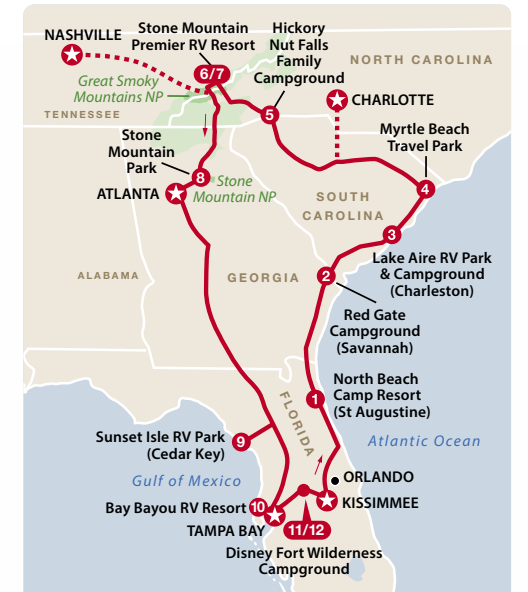 NASHVILLE
Stone Mountain
Premier RV Resort
6/7
Hickory
Nut Falls
Family
Campground
NORTH CAROLINA
Great Smoky
Mountains NP
TENNESSEE
CHARLOTTE
5
Myrtle Beach
Travel Park
4
Stone
Mountain
Park
8
Stone
Mountain NP
ATLANTA
SOUTH
CAROLINA
3
Lake Aire RV Park
& Campground
(Charleston)
ALABAMA
GEORGIA
2
Red Gate
Campground
(Savannah)
1
North Beach
Camp Resort
(St Augustine)
FLORIDA
Sunset Isle RV Park
(Cedar Key)
9
Atlantic Ocean
Gulf of Mexico
ORLANDO
KISSIMMEE
Bay Bayou RV Resort
10
TAMPA BAY
11/12
Disney Fort Wilderness
Campground